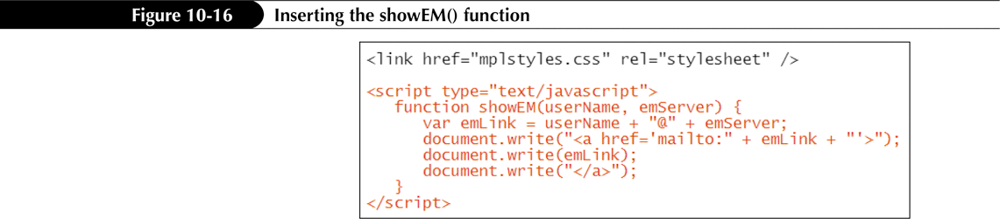 Figure 10-16 Inserting the showEM() function
<link href="mplstyles.css" rel="stylesheet" />
<script type="text/javascript">
function showEM(userName, emServer) {
var emLink = userName + "@" + emServer;
document.write("<a href='mailto:" + emLink + "'>");
document.write(emLink);
document.write("</a>");
}
</script>